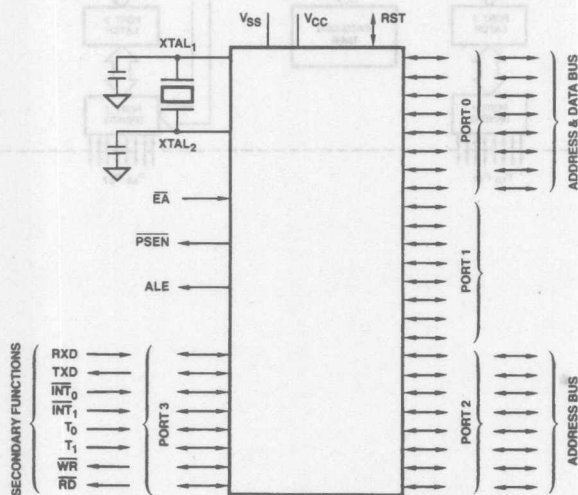 VSS VCC RST
XTAL1
XTAL2
EA
PSEN
ALE
PORT 0
ADDRESS & DATA BUS
PORT 1
PORT 2
ADDRESS BUS
PORT 3
SECONDARY FUNCTIONS
RXD
TXD
INT0
INT1
T0
T1
WR
RD